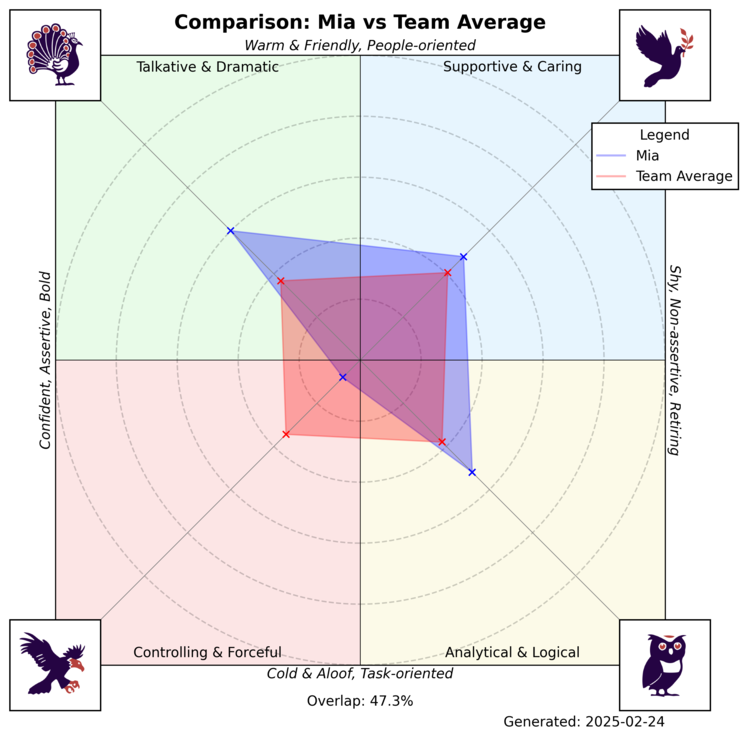 Comparison: Mia vs Team Average
Warm & Friendly, People-oriented
Talkative & Dramatic
Supportive & Caring
Legend
Mia
Team Average
Confident, Assertive, Bold
Shy, Non-assertive, Retiring
Controlling & Forceful
Analytical & Logical
Cold & Aloof, Task-oriented
Overlap: 47.3%
Generated: 2025-02-24